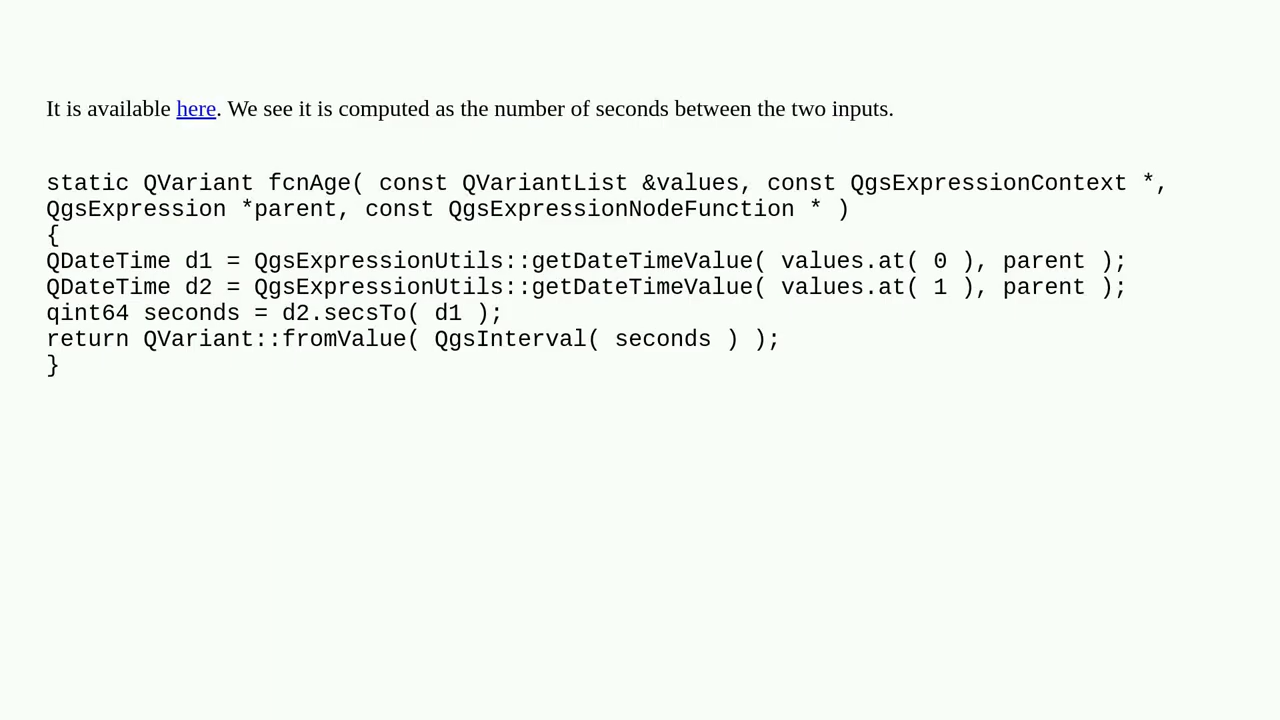 It is available here. We see it is computed as the number of seconds between the two inputs.
static QVariant fcnAge( const QVariantList &values, const QgsExpressionContext *,
QgsExpression *parent, const QgsExpressionNodeFunction * )
{
QDateTime d1 = QgsExpressionUtils::getDateTimeValue( values.at( 0 ), parent );
QDateTime d2 = QgsExpressionUtils::getDateTimeValue( values.at( 1 ), parent );
qint64 seconds = d2.secsTo( d1 );
return QVariant::fromValue( QgsInterval( seconds ) );
}